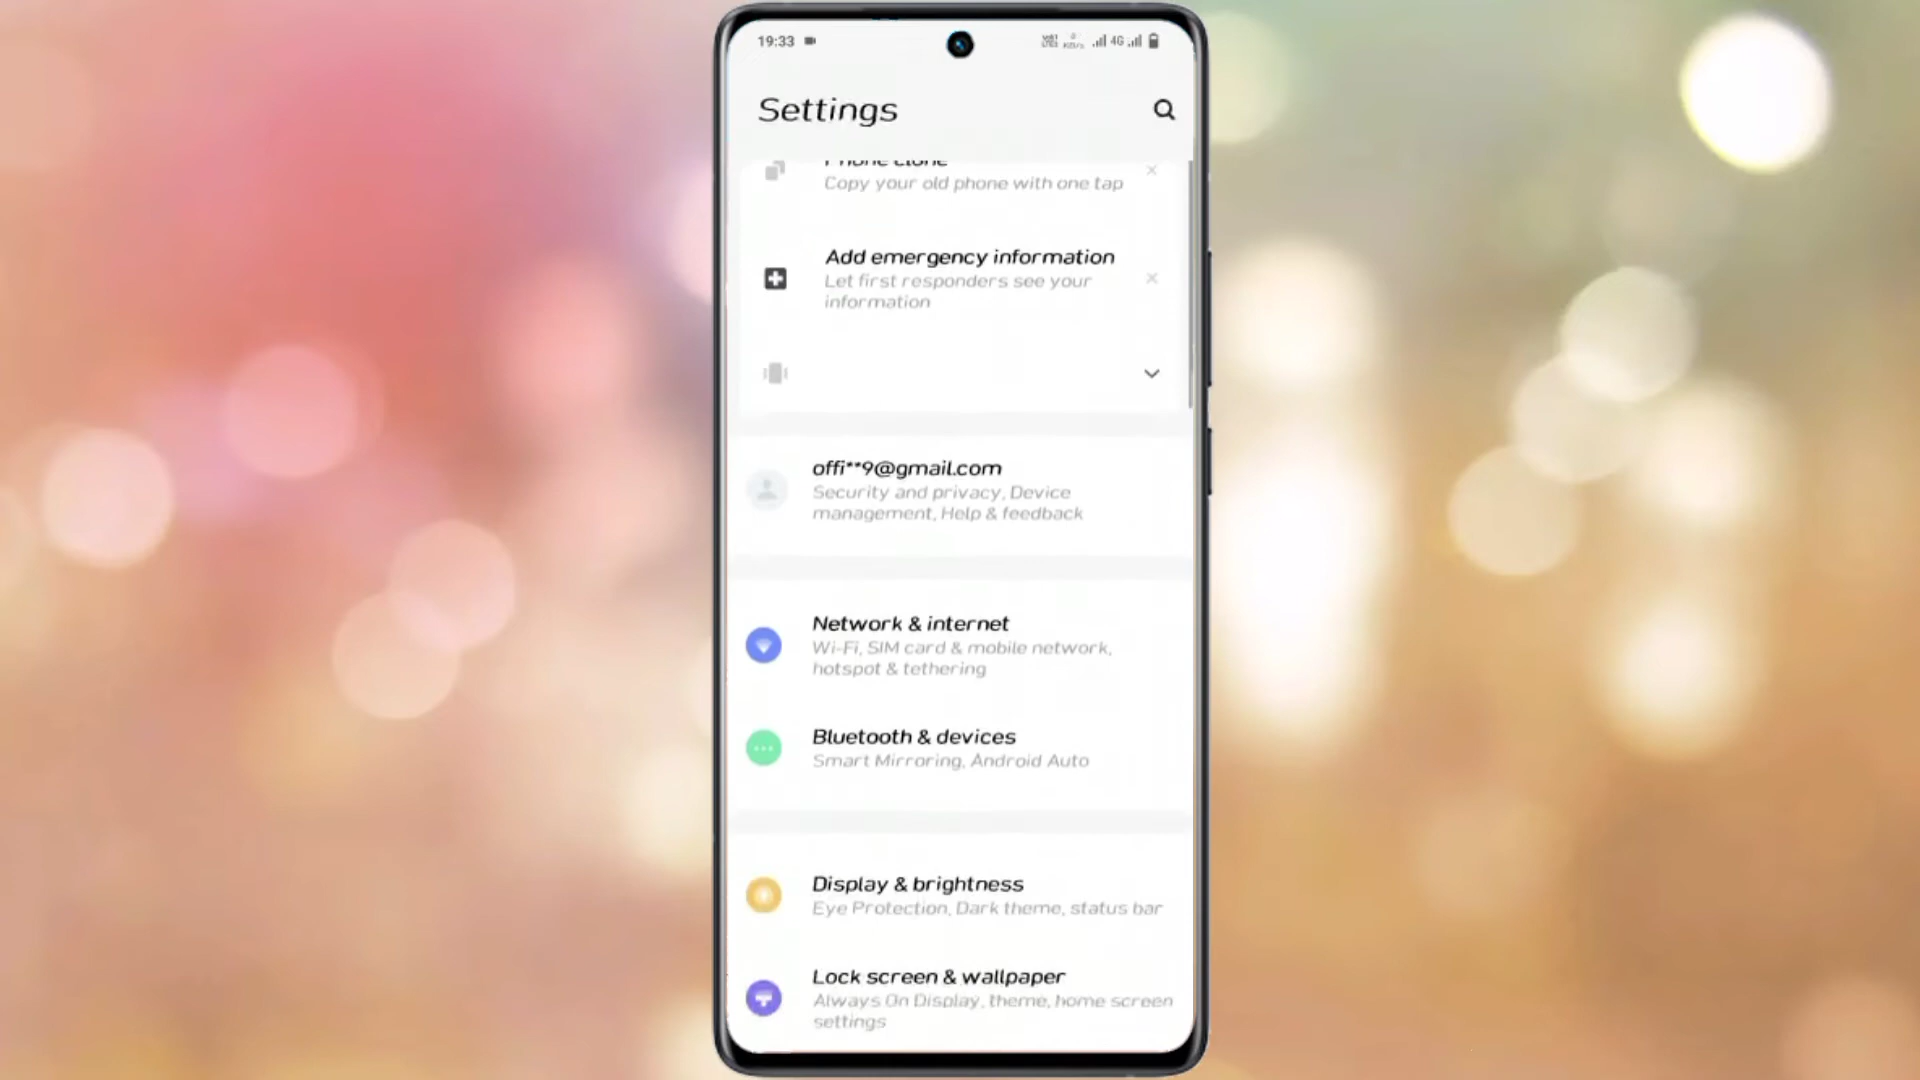 19:33
4G
Settings
Phone clone
Copy your old phone with one tap
Add emergency information
Let first responders see your
information
offi**9@gmail.com
Security and privacy, Device
management, Help & feedback
Network & internet
Wi-Fi, SIM card & mobile network,
hotspot & tethering
Bluetooth & devices
Smart Mirroring, Android Auto
Display & brightness
Eye Protection, Dark theme, status bar
Lock screen & wallpaper
Always On Display, theme, home screen
settings